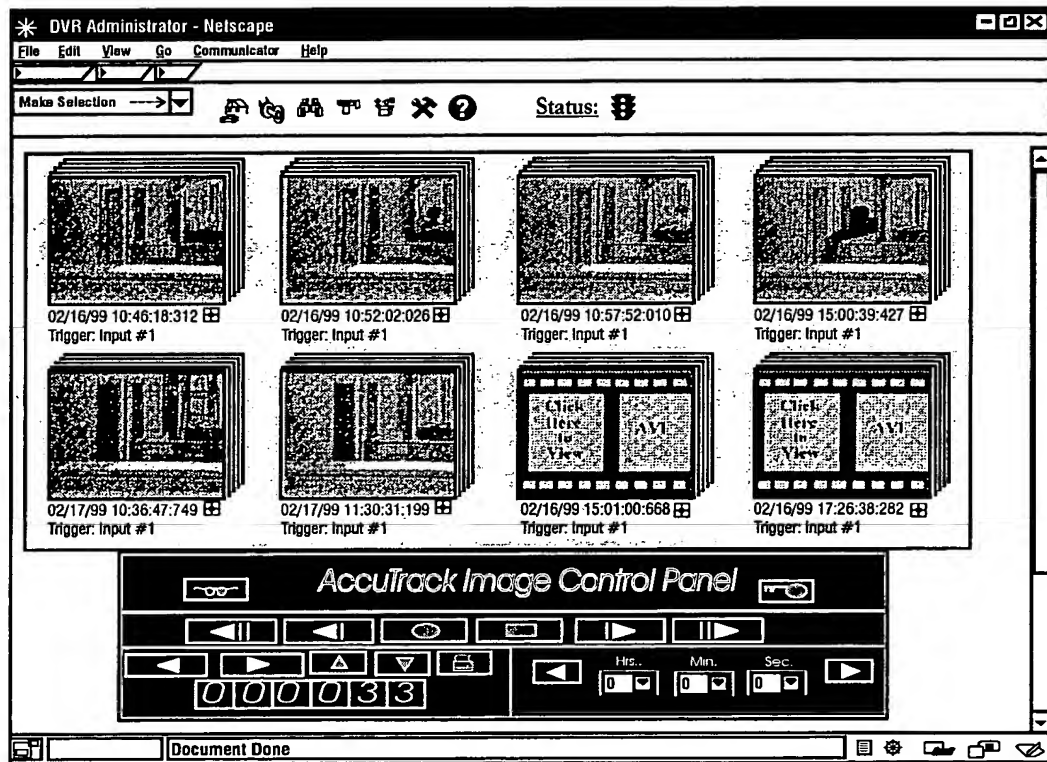 DVR Administrator - Netscape
File Edit View Go Communicator Help
Make Selection
Status:
02/16/99 10:46:18:312
Trigger: Input #1
02/16/99 10:52:02:026
Trigger: Input #1
02/16/99 10:57:52:010
Trigger: Input #1
02/16/99 15:00:39:427
Trigger: Input #1
02/17/99 10:36:47:749
Trigger: Input #1
02/17/99 11:30:31:199
Trigger: Input #1
Click
Here
to
View
AVI
02/16/99 15:01:00:668
Trigger: Input #1
Click
Here
to
View
AVI
02/16/99 17:26:38:282
Trigger: Input #1
AccuTrack Image Control Panel
Hrs.. Min. Sec.
0 0 0
000033
Document Done